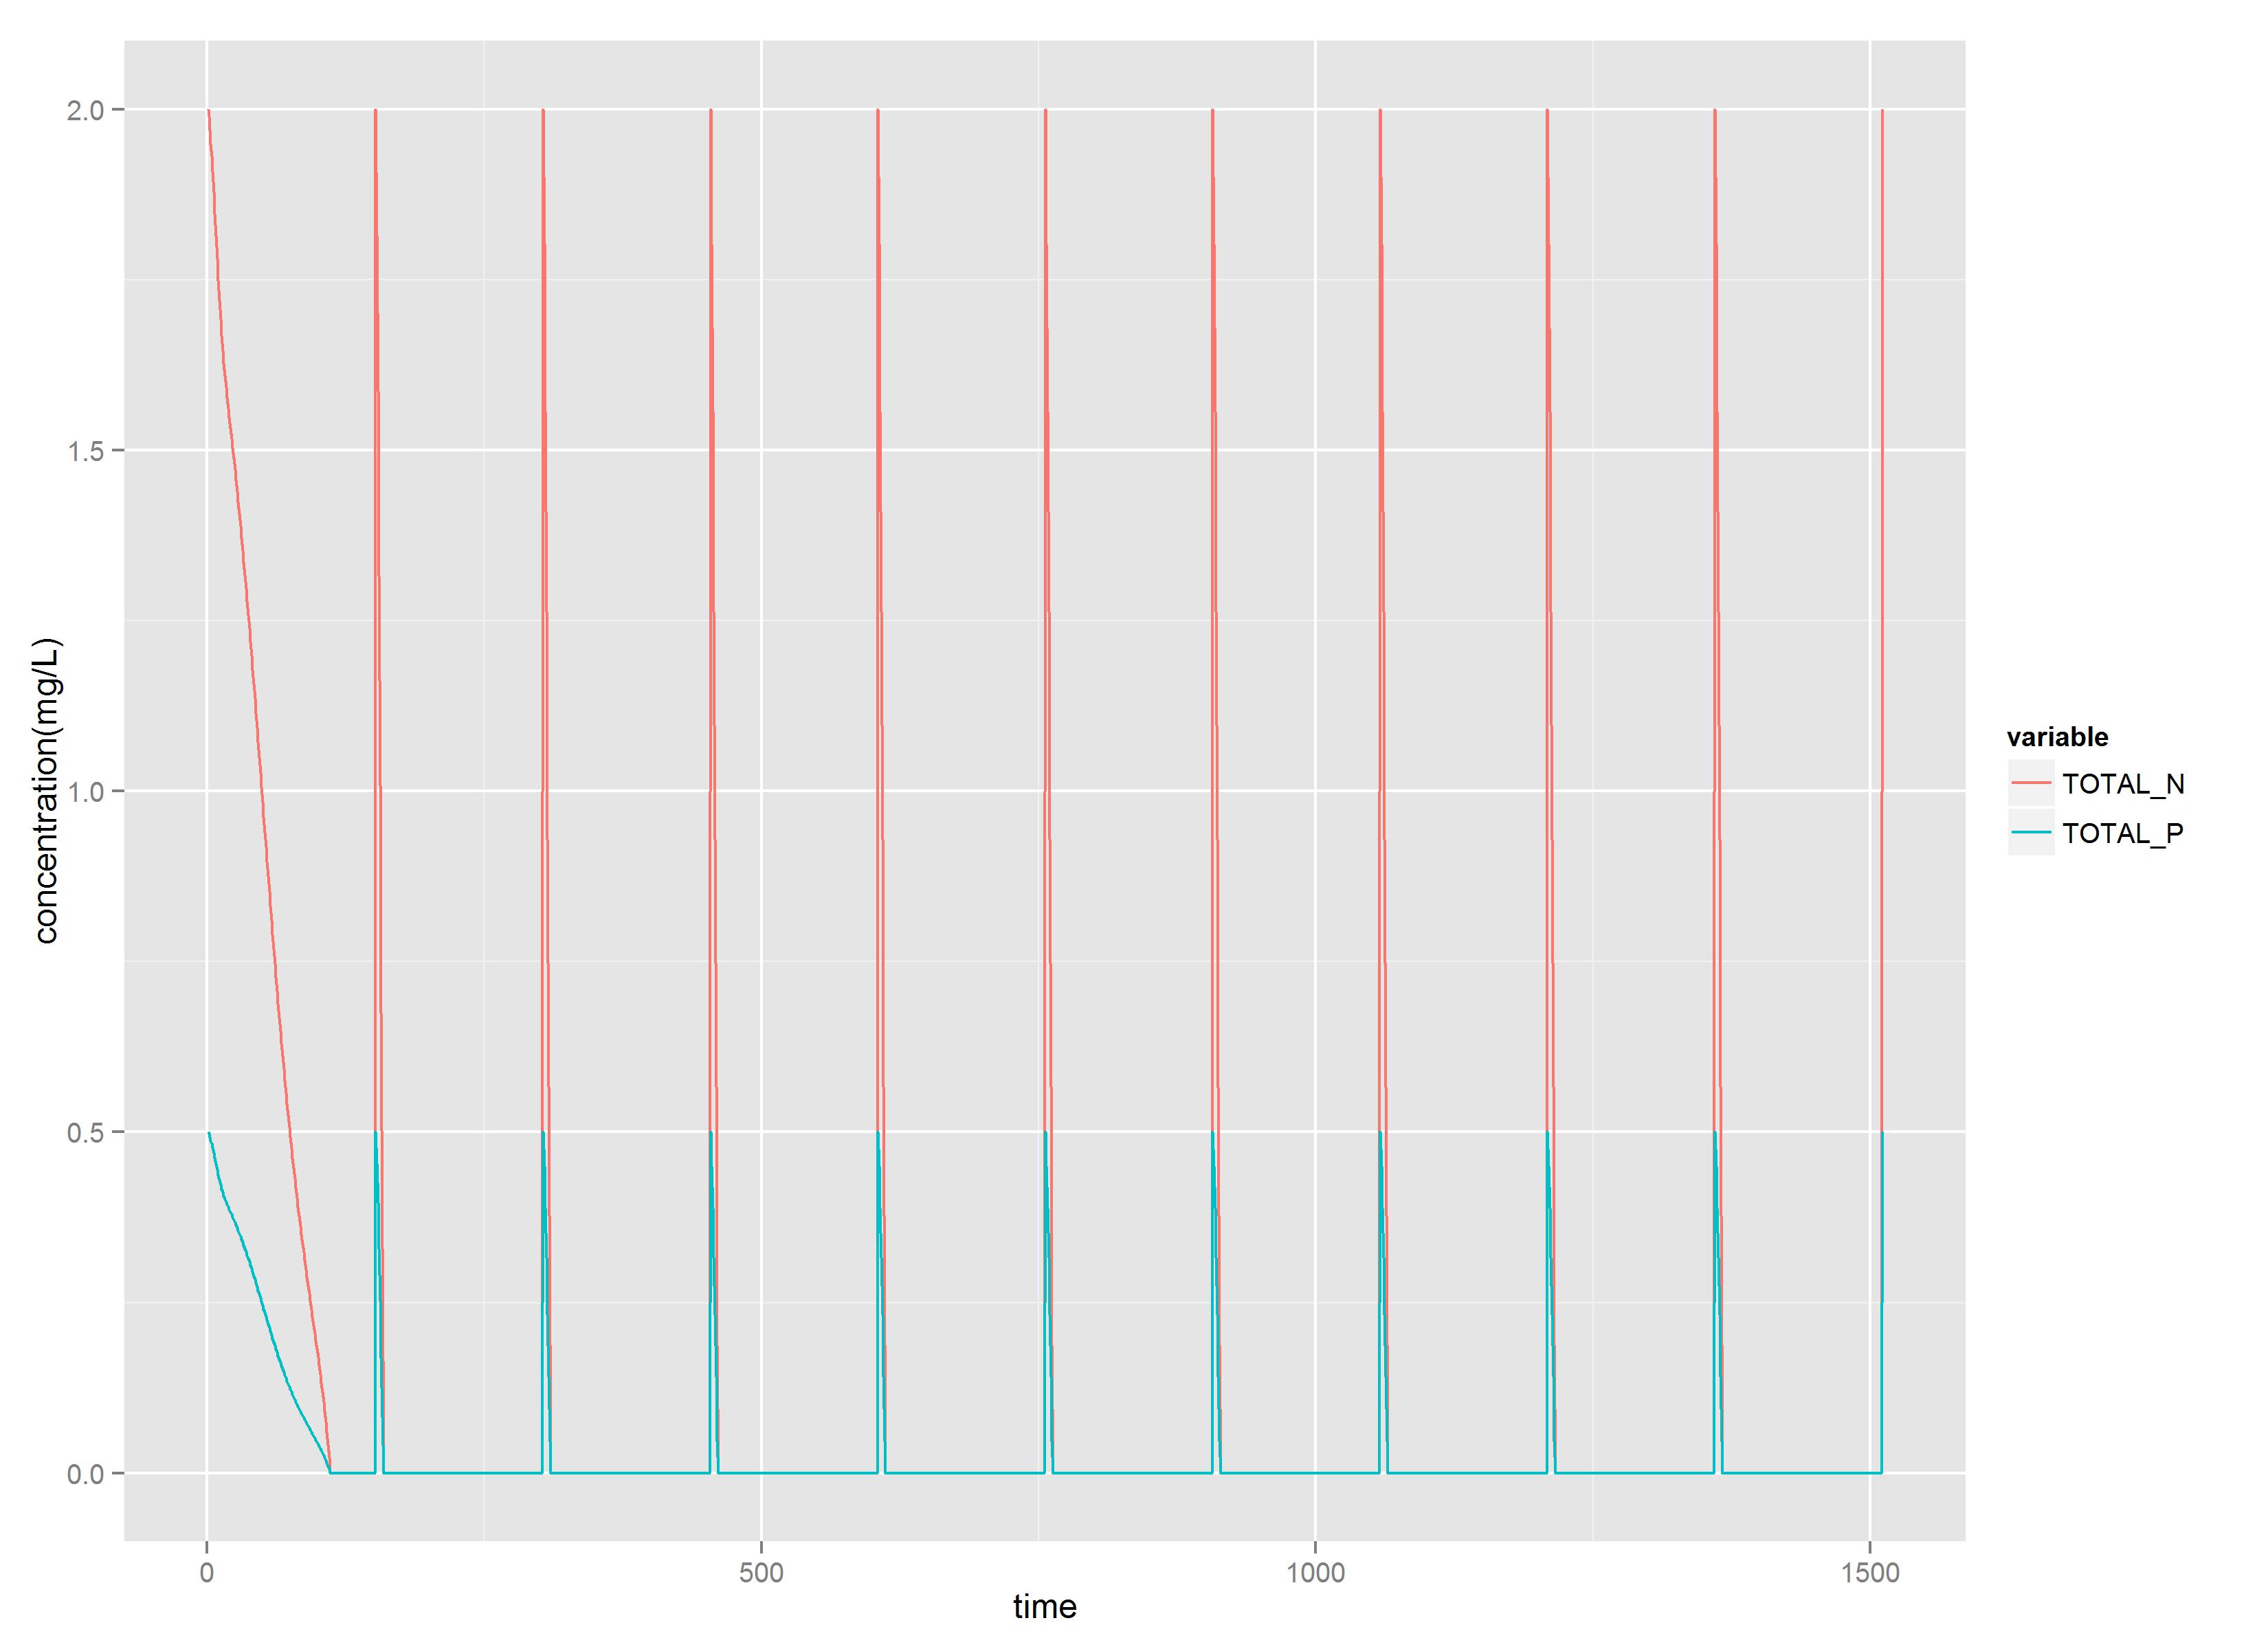 concentration(mg/L)
2.0
1.5
1.0
0.5
0.0
0 500 1000 1500
time
variable
TOTAL_N
TOTAL_P